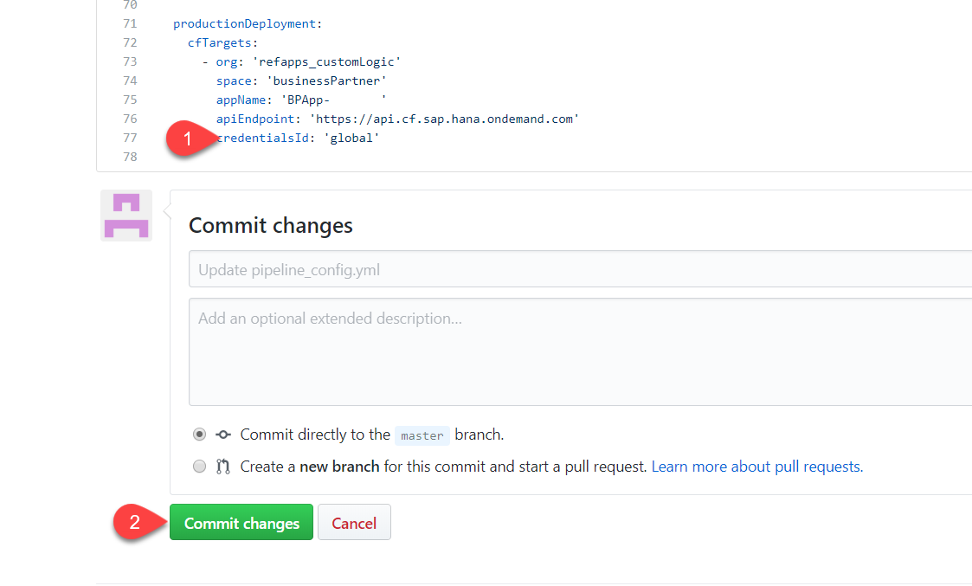 70
71 productionDeployment:
72 cfTargets:
73 - org: 'refapps_customLogic'
74 space: 'businessPartner'
75 appName: 'BPApp- '
76 apiEndpoint: 'https://api.cf.sap.hana.ondemand.com'
1
77 credentialsId: 'global'
78
Commit changes
Update pipeline_config.yml
Add an optional extended description...
Commit directly to the master branch.
Create a new branch for this commit and start a pull request. Learn more about pull requests.
2
Commit changes Cancel